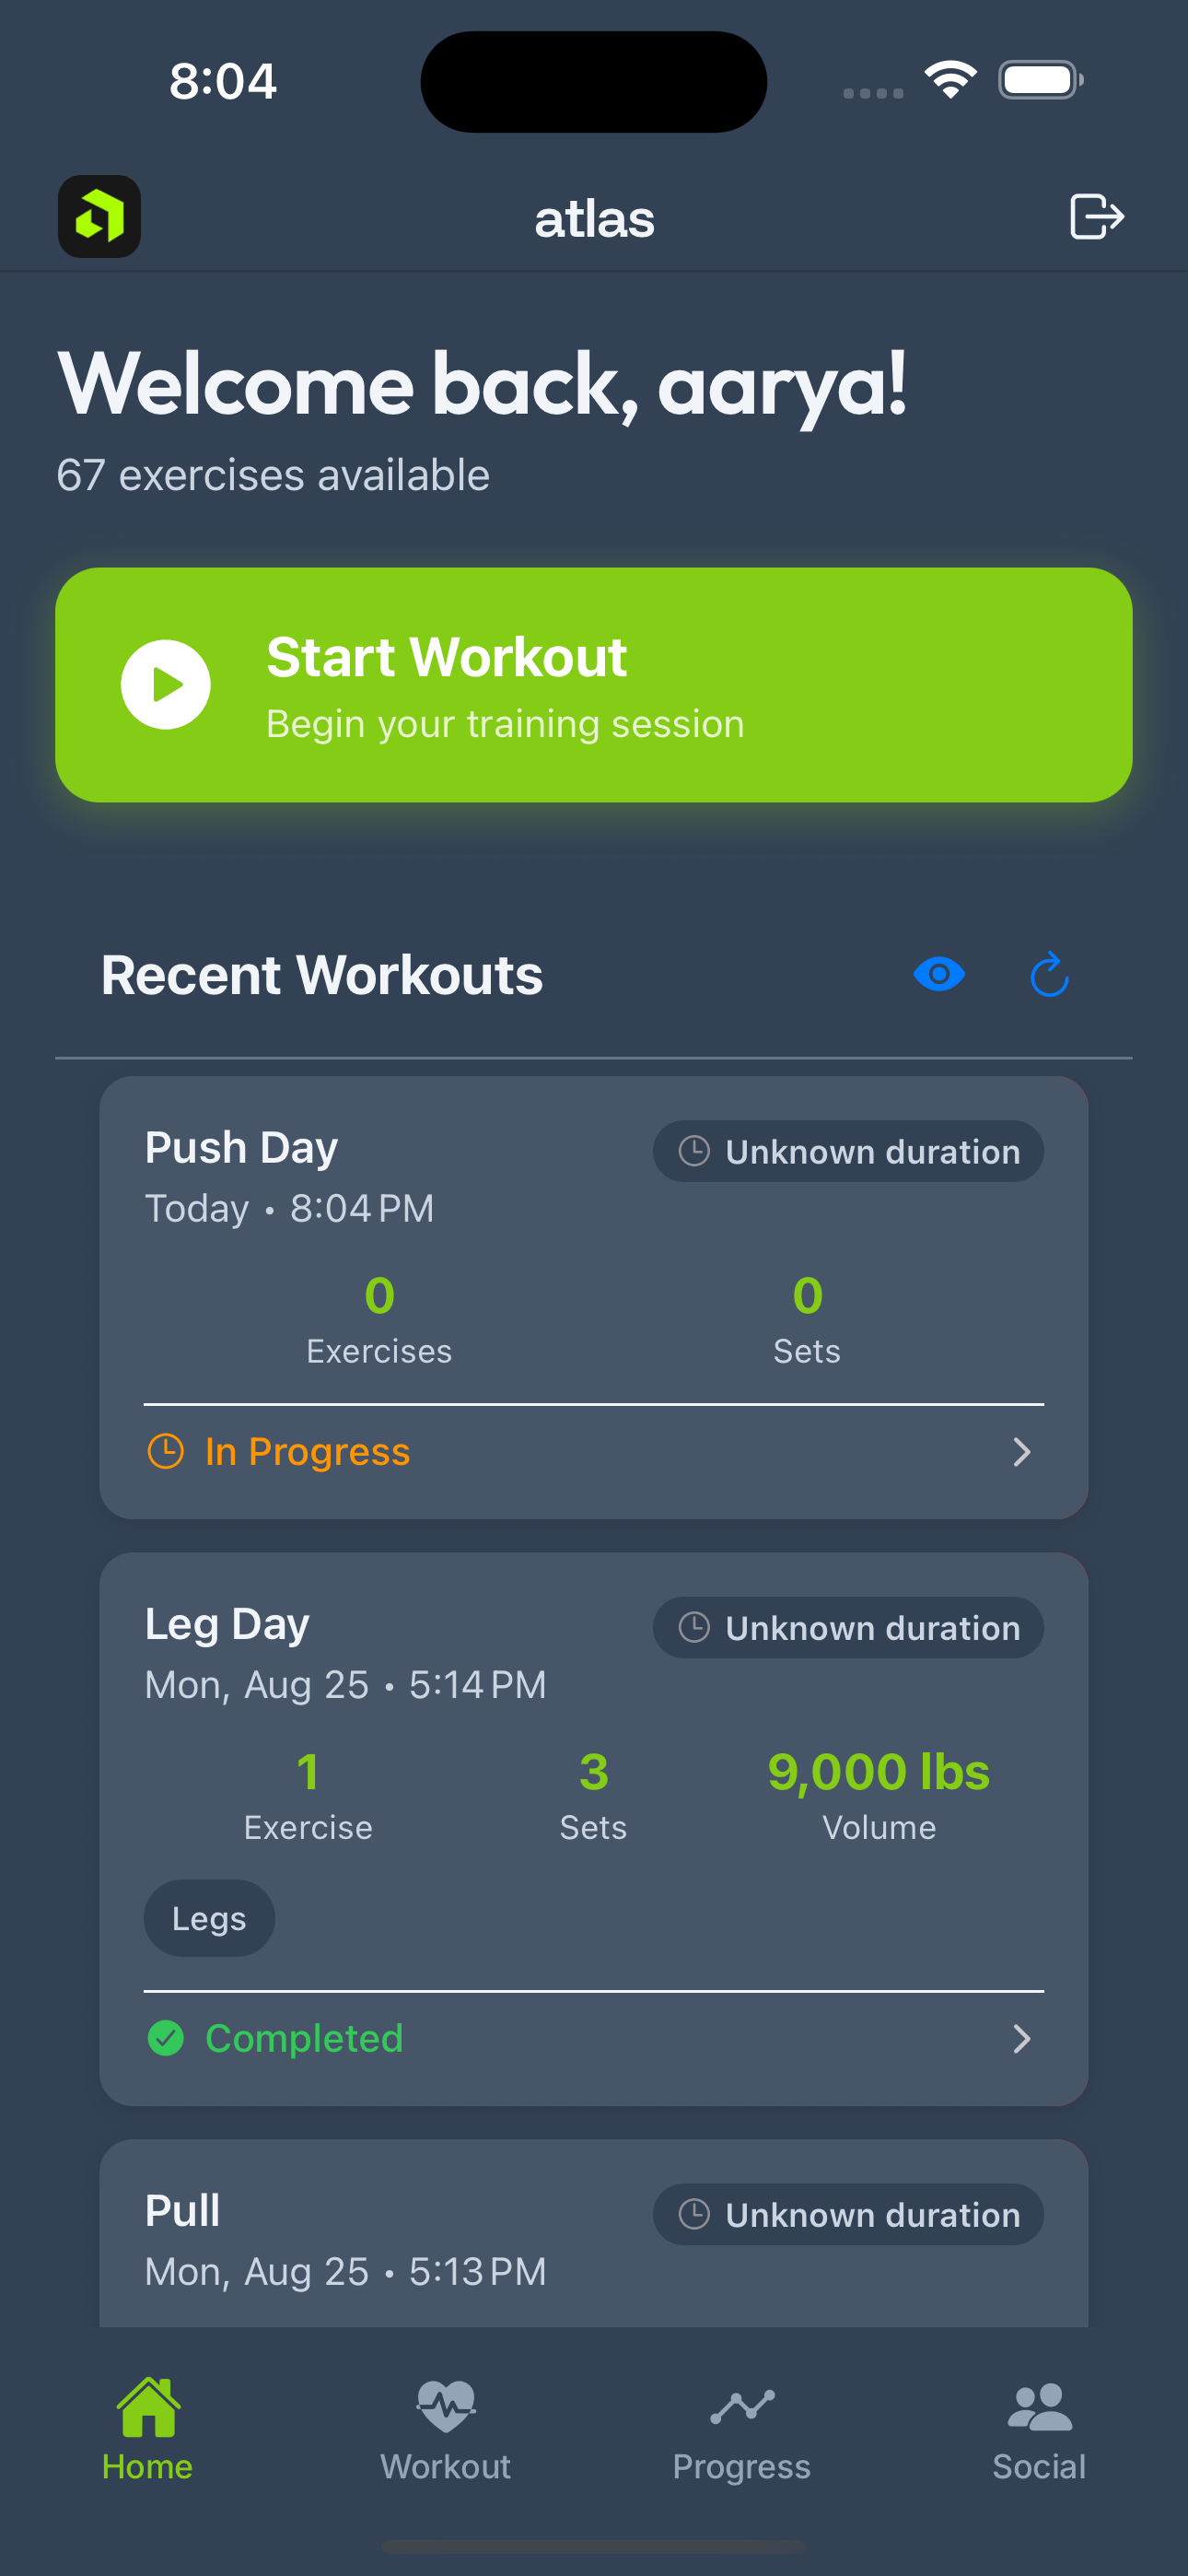 8:04
atlas
Welcome back, aarya!
67 exercises available
Start Workout
Begin your training session
Recent Workouts
Push Day
Unknown duration
Today • 8:04 PM
0
0
Exercises
Sets
In Progress
Leg Day
Unknown duration
Mon, Aug 25 • 5:14 PM
1
3
9,000 lbs
Exercise
Sets
Volume
Legs
Completed
Pull
Unknown duration
Mon, Aug 25 • 5:13 PM
Home
Workout
Progress
Social